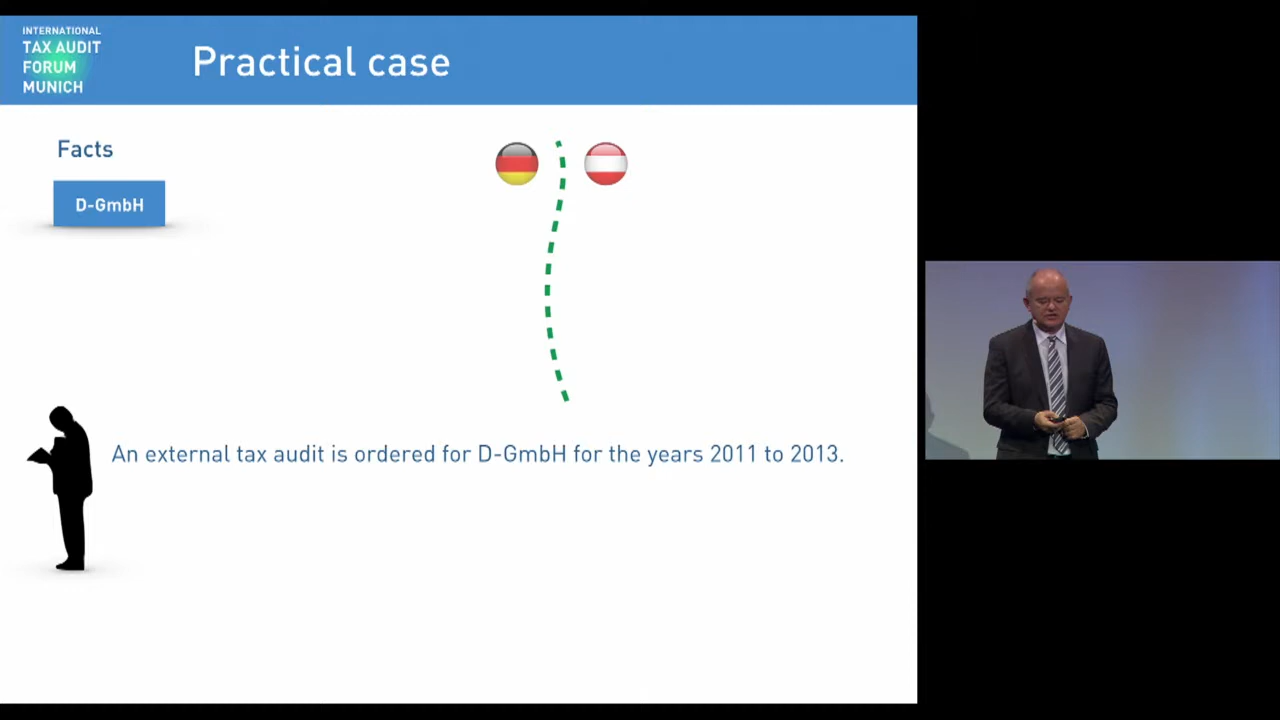 INTERNATIONAL
TAX AUDIT
FORUM
MUNICH
Practical case
Facts
D-GmbH
An external tax audit is ordered for D-GmbH for the years 2011 to 2013.